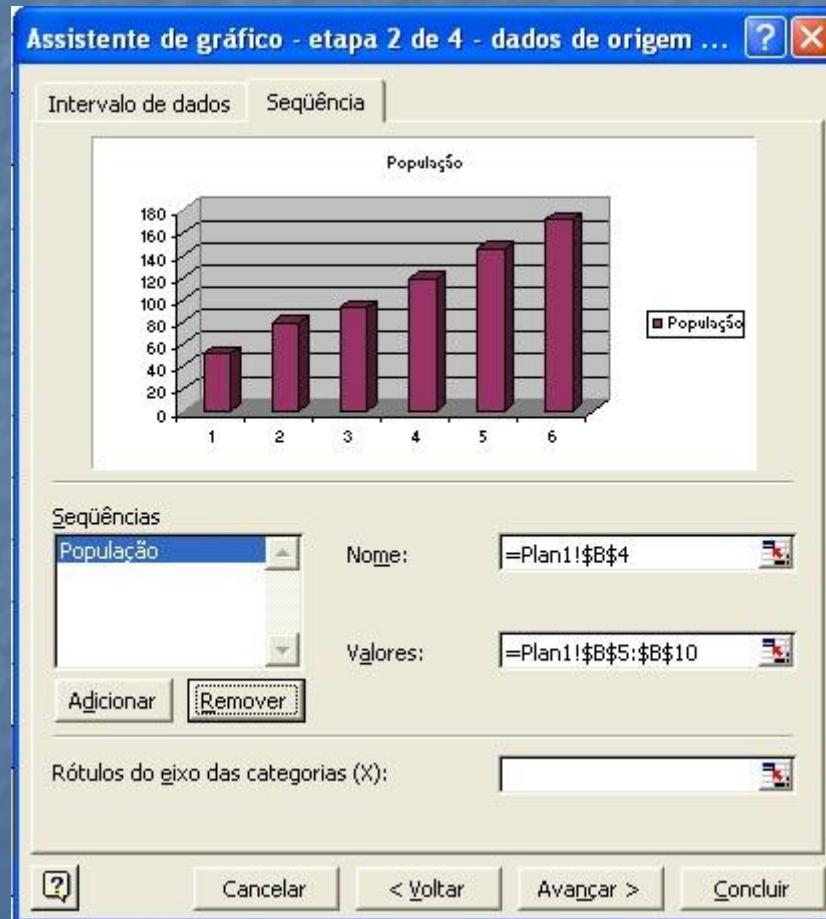 Assistente de gráfico - etapa 2 de 4 - dados de origem ...
Intervalo de dados
Seqüência
População
180
160
140
120
100
80
60
40
20
0
1 2 3 4 5 6
População
Seqüências
População
Nome:
=Plan1!$B$4
Valores:
=Plan1!$B$5:$B$10
Adicionar
Remover
Rótulos do eixo das categorias (X):
Cancelar
< Voltar
Avançar >
Concluir